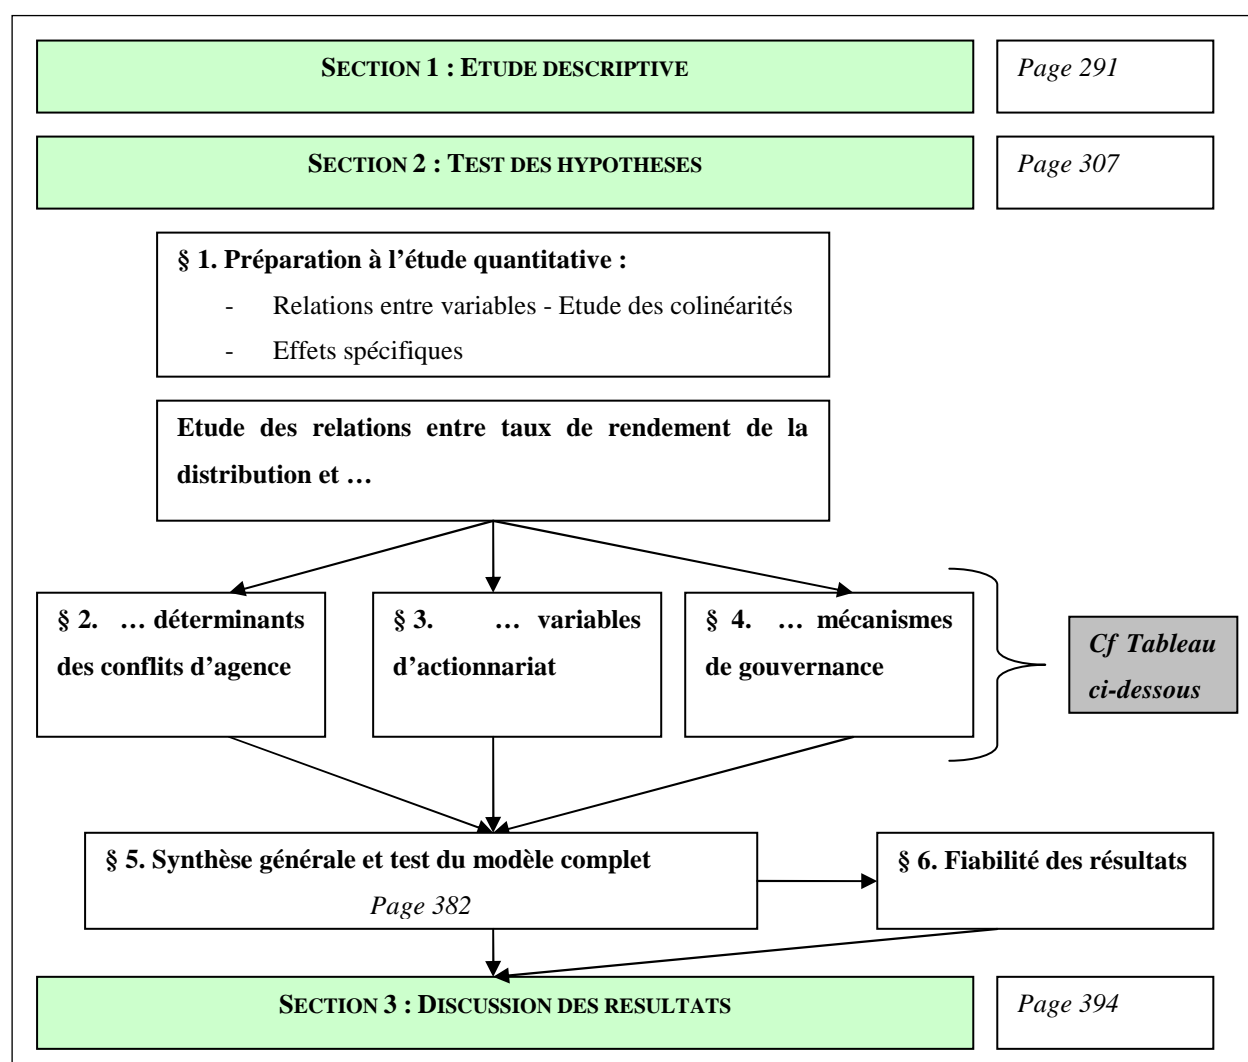 SECTION 1 : ETUDE DESCRIPTIVE
Page 291
SECTION 2 : TEST DES HYPOTHESES
Page 307
§ 1. Préparation à l’étude quantitative :
- Relations entre variables - Etude des colinéarités
- Effets spécifiques
Etude des relations entre taux de rendement de la
distribution et …
§ 2. … déterminants
des conflits d’agence
§ 3. … variables
d’actionnariat
§ 4. … mécanismes
de gouvernance
Cf Tableau
ci-dessous
§ 5. Synthèse générale et test du modèle complet
Page 382
§ 6. Fiabilité des résultats
SECTION 3 : DISCUSSION DES RESULTATS
Page 394